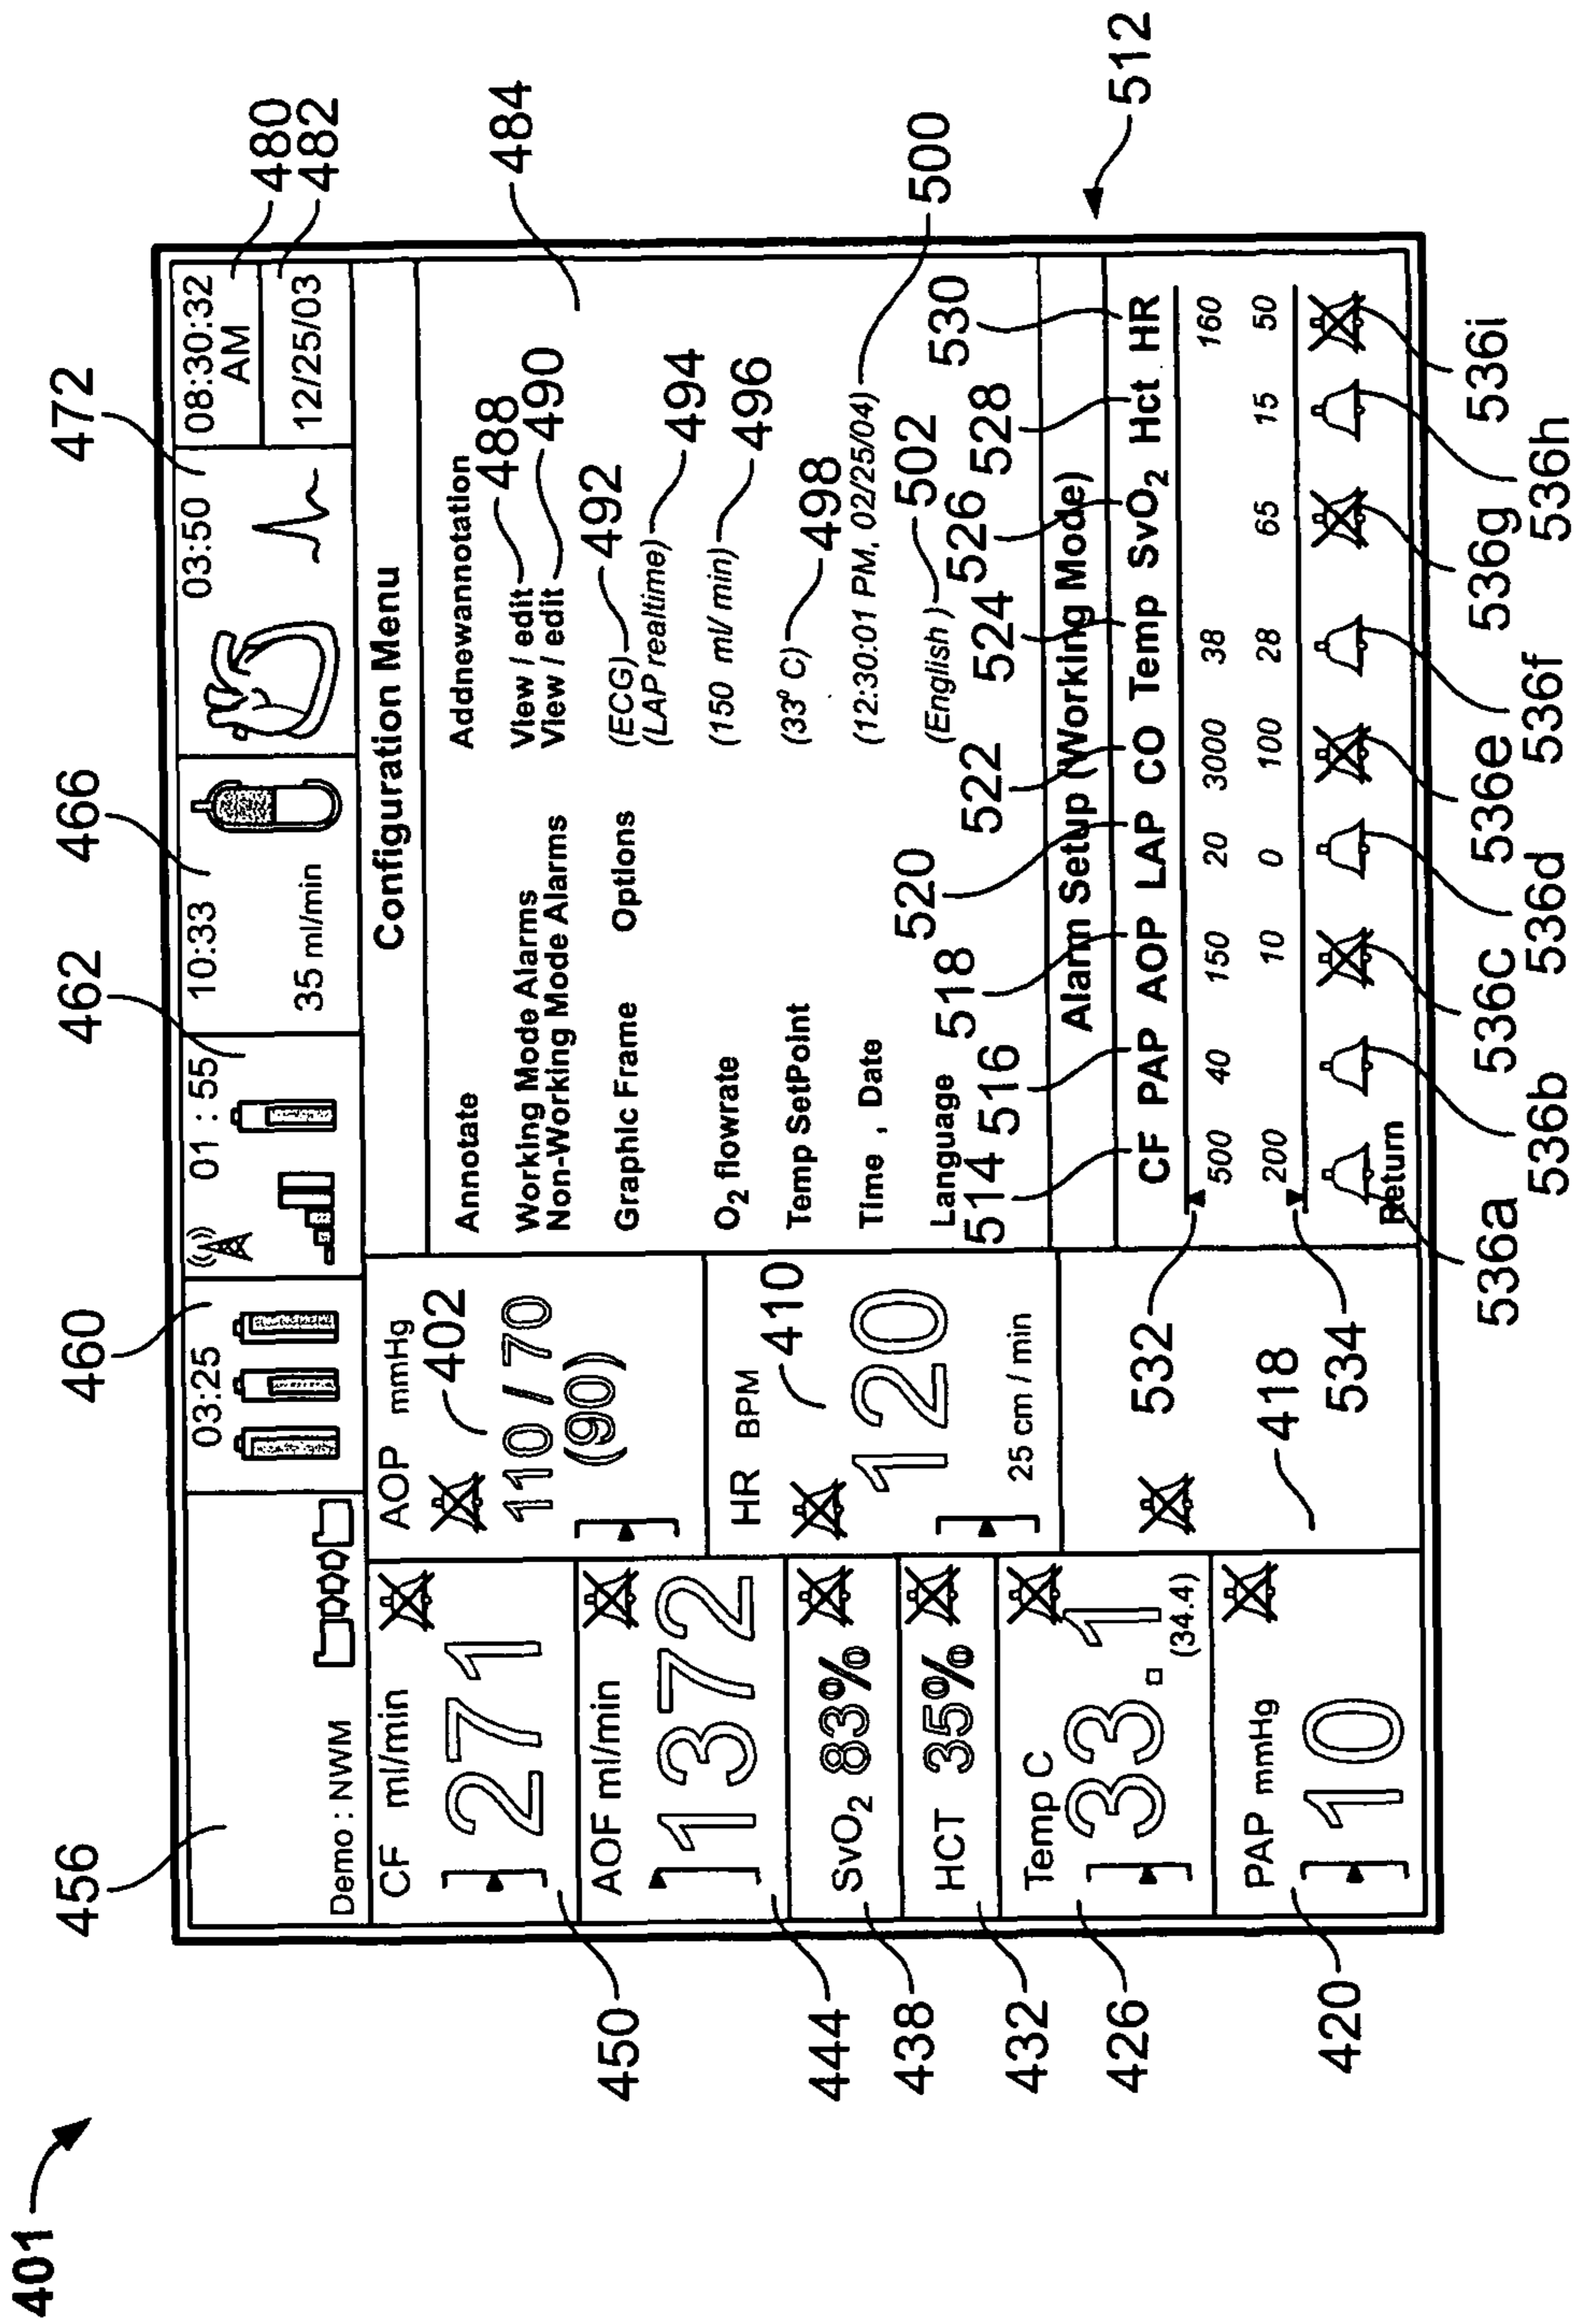 401
456
460
462
466
472
480
482
484
Demo : NWM
03:25
01 : 55
10:33
35 ml/min
03:50
08:30:32
AM
12/25/03
CF ml/min
271
450
AOF ml/min
1372
444
SvO2 83%
438
HCT 35%
432
Temp C
33.1
(34.4)
426
PAP mmHg
10
420
AOP mmHg
402
110 / 70
(90)
HR BPM
410
120
25 cm / min
418
Configuration Menu
Annotate Addnewannotation
Working Mode Alarms View / edit 488
Non-Working Mode Alarms View / edit 490
Graphic Frame Options (ECG) 492
(LAP realtime) 494
O2 flowrate (150 ml/ min) 496
Temp SetPoint (33⁰ C) 498
Time , Date (12:30:01 PM, 02/25/04) 500
Language (English ) 502
514 516 518 520 522 524 526 528 530
Alarm Setup (Working Mode)
512
CF PAP AOP LAP CO Temp SvO2 Hct HR
532
500 40 150 20 3000 38 160
200 10 0 100 28 65 15 50
534
Return
536a
536b
536c
536d
536e
536f
536g
536h
536i